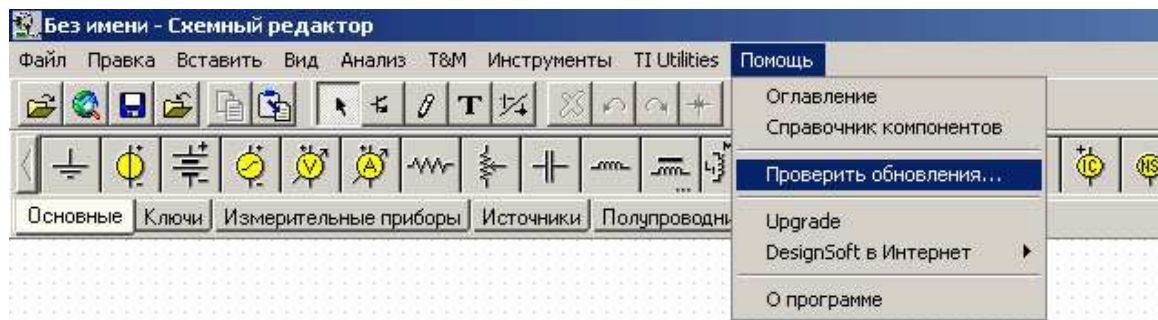 Без имени - Схемный редактор
Файл Правка Вставить Вид Анализ T&M Инструменты TI Utilities Помощь
Оглавление
Справочник компонентов
Проверить обновления...
Upgrade
DesignSoft в Интернет
О программе
T
V A IC
Основные Ключи Измерительные приборы Источники